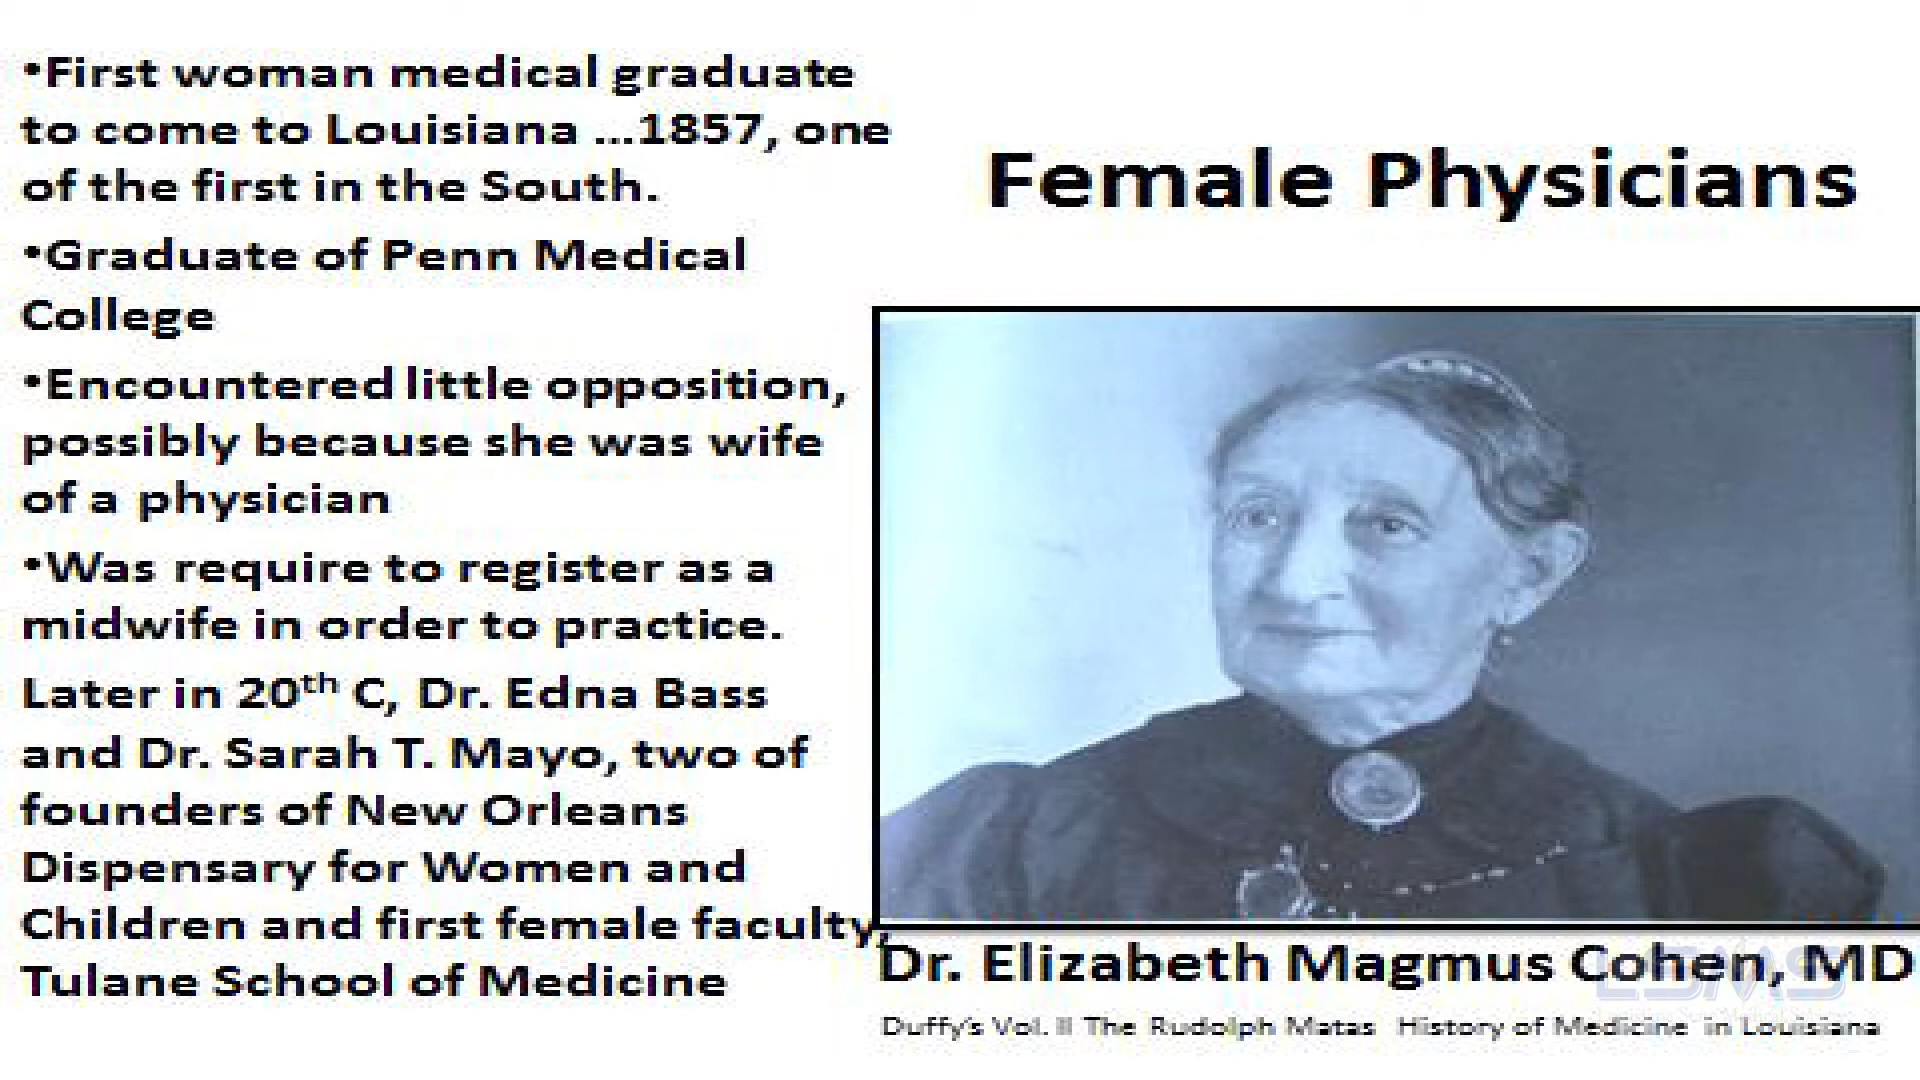 •First woman medical graduate
to come to Louisiana ...1857, one
of the first in the South.
•Graduate of Penn Medical
College
•Encountered little opposition,
possibly because she was wife
of a physician
•Was require to register as a
midwife in order to practice.
Later in 20th C, Dr. Edna Bass
and Dr. Sarah T. Mayo, two of
founders of New Orleans
Dispensary for Women and
Children and first female faculty,
Tulane School of Medicine
Female Physicians
Dr. Elizabeth Magmus Cohen, MD
LSMS
Duffy's Vol. II The Rudolph Matas History of Medicine in Louisiana